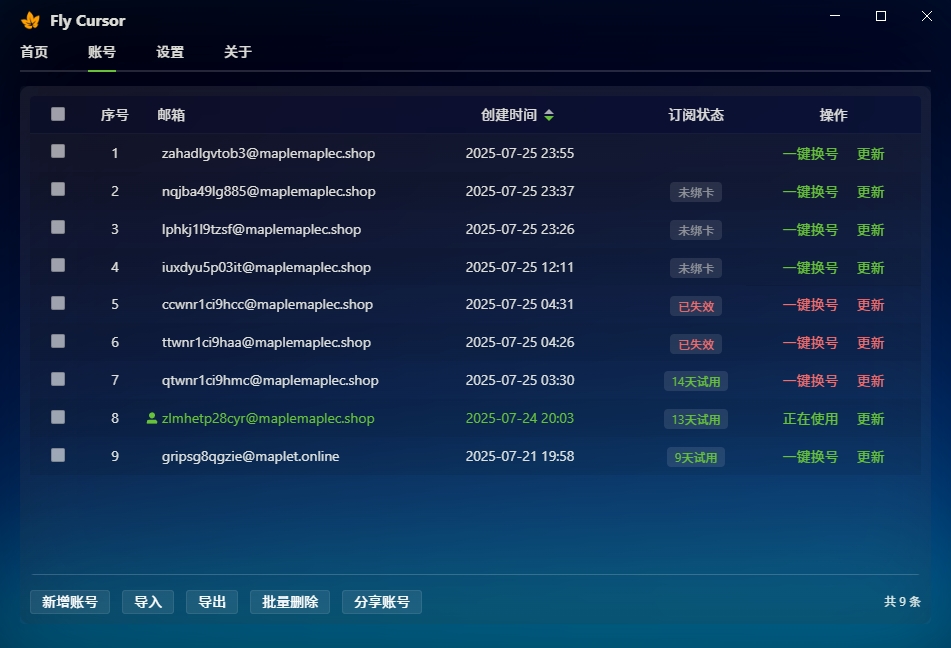 Fly Cursor
首页 账号 设置 关于
序号 邮箱 创建时间 订阅状态 操作
1 zahadlgvtob3@maplemaplec.shop 2025-07-25 23:55 一键换号 更新
2 nqjba49lg885@maplemaplec.shop 2025-07-25 23:37 未绑卡 一键换号 更新
3 lphkj1l9tzsf@maplemaplec.shop 2025-07-25 23:26 未绑卡 一键换号 更新
4 iuxdyu5p03it@maplemaplec.shop 2025-07-25 12:11 未绑卡 一键换号 更新
5 ccwnr1ci9hcc@maplemaplec.shop 2025-07-25 04:31 已失效 一键换号 更新
6 ttwnr1ci9haa@maplemaplec.shop 2025-07-25 04:26 已失效 一键换号 更新
7 qtwnr1ci9hmc@maplemaplec.shop 2025-07-25 03:30 14天试用 一键换号 更新
8 zlmhetp28cyr@maplemaplec.shop 2025-07-24 20:03 13天试用 正在使用 更新
9 gripsg8qgzie@maplet.online 2025-07-21 19:58 9天试用 一键换号 更新
新增账号 导入 导出 批量删除 分享账号 共 9 条